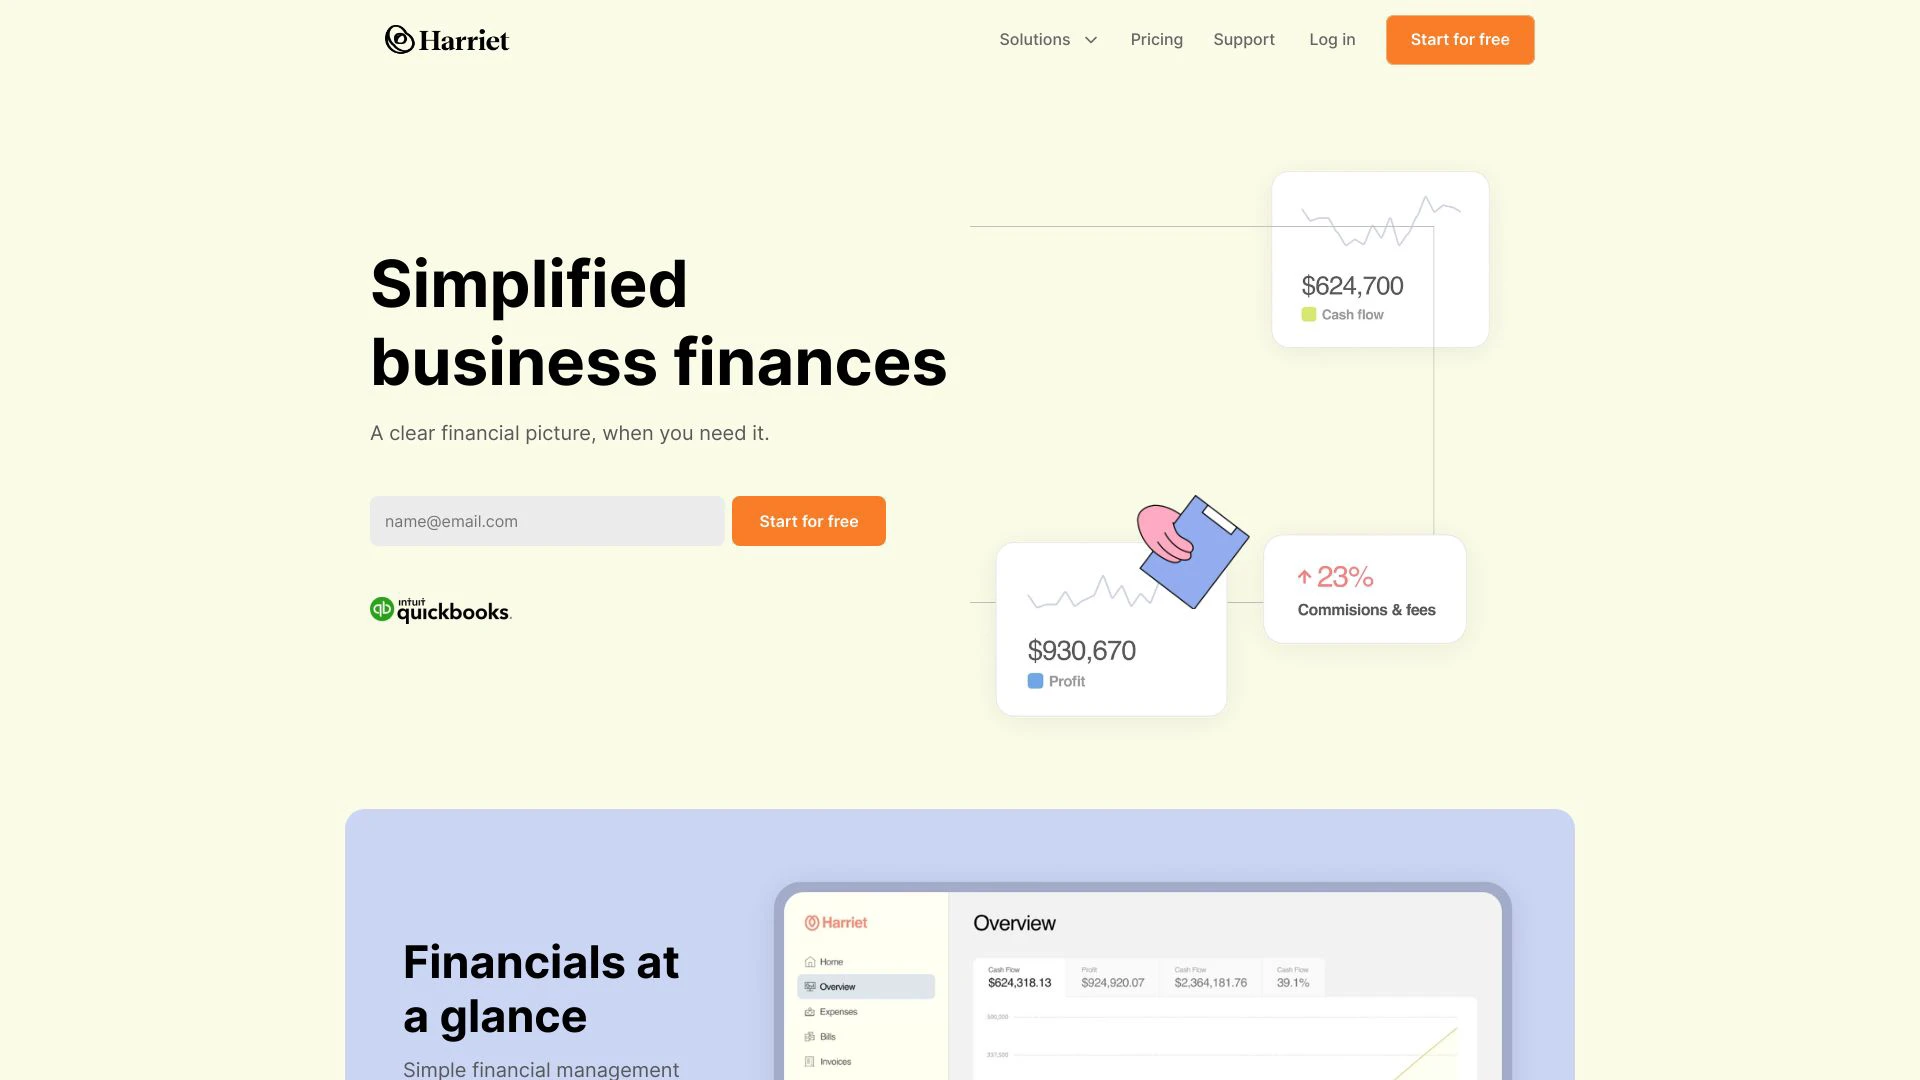 Harriet
Solutions
Pricing
Support
Log in
Start for free
Simplified
business finances
A clear financial picture, when you need it.
name@email.com
Start for free
intuit
quickbooks.
$624,700
Cash flow
$930,670
Profit
23%
Commisions & fees
Financials at
a glance
Simple financial management
Harriet
Home
Overview
Expenses
Bills
Invoices
Overview
Cash Flow
$624,318.13
Profit
$924,920.07
Cash Flow
$2,364,181.76
Cash Flow
39.1%